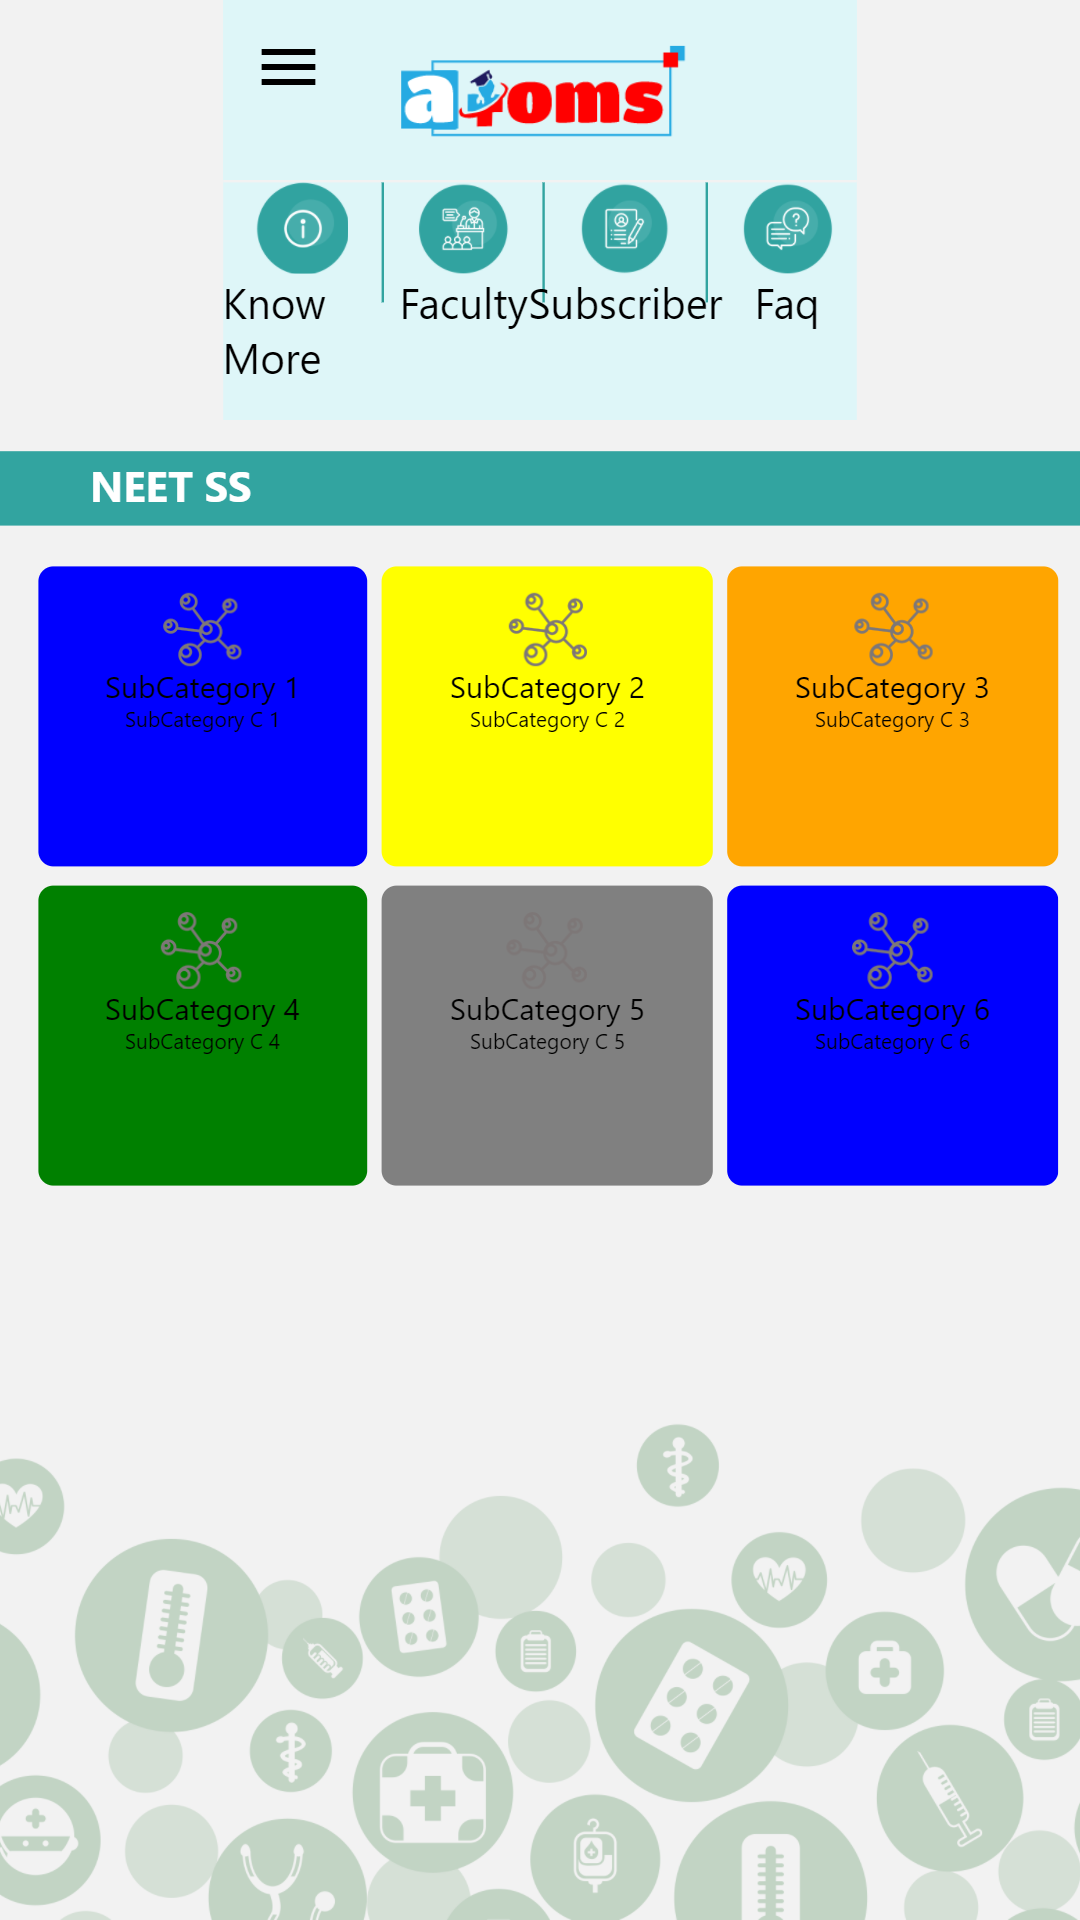 atoms
Know
More
Faculty
Subscriber
Faq
NEET SS
SubCategory 1
SubCategory C 1
SubCategory 2
SubCategory C 2
SubCategory 3
SubCategory C 3
SubCategory 4
SubCategory C 4
SubCategory 5
SubCategory C 5
SubCategory 6
SubCategory C 6